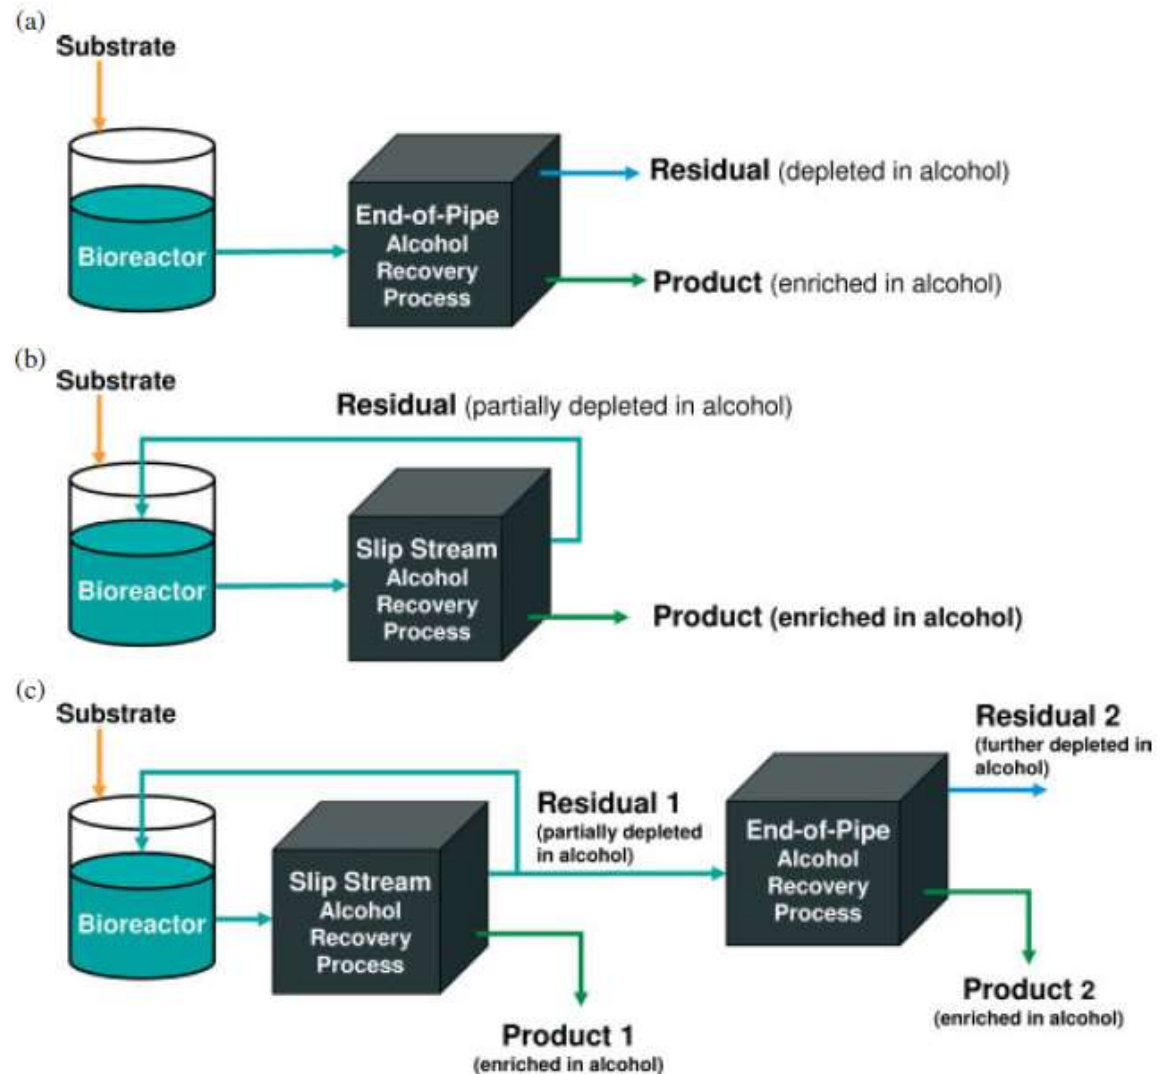 (a)
Substrate
Bioreactor
End-of-Pipe
Alcohol
Recovery
Process
Residual (depleted in alcohol)
Product (enriched in alcohol)
(b)
Substrate
Residual (partially depleted in alcohol)
Bioreactor
Slip Stream
Alcohol
Recovery
Process
Product (enriched in alcohol)
(c)
Substrate
Bioreactor
Slip Stream
Alcohol
Recovery
Process
Product 1
(enriched in alcohol)
Residual 1
(partially depleted
in alcohol)
End-of-Pipe
Alcohol
Recovery
Process
Residual 2
(further depleted in
alcohol)
Product 2
(enriched in alcohol)